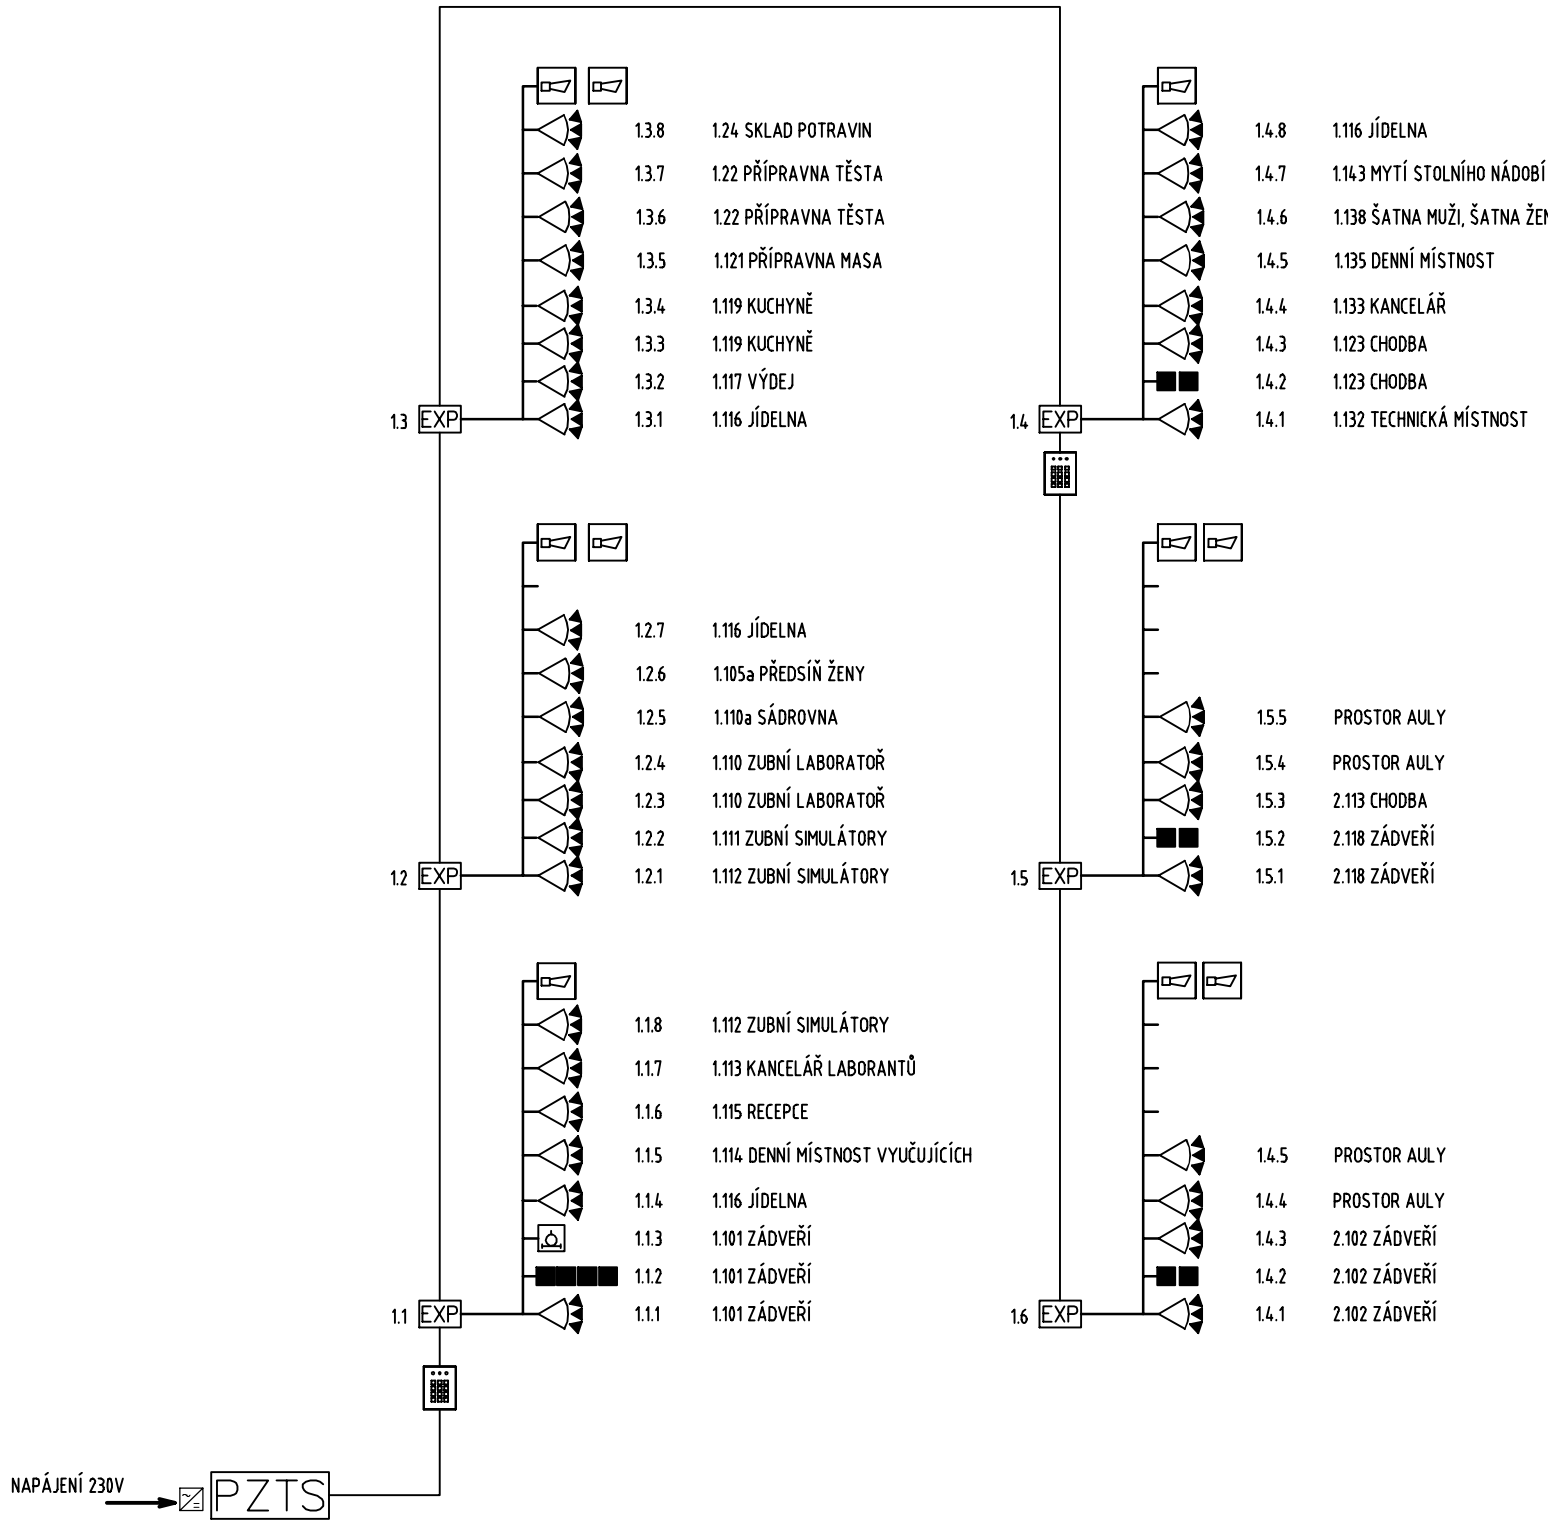 1.3.8 1.24 SKLAD POTRAVIN
1.3.7 1.22 PŘÍPRAVNA TĚSTA
1.3.6 1.22 PŘÍPRAVNA TĚSTA
1.3.5 1.121 PŘÍPRAVNA MASA
1.3.4 1.119 KUCHYNĚ
1.3.3 1.119 KUCHYNĚ
1.3.2 1.117 VÝDEJ
1.3 EXP 1.3.1 1.116 JÍDELNA
1.4.8 1.116 JÍDELNA
1.4.7 1.143 MYTÍ STOLNÍHO NÁDOBÍ
1.4.6 1.138 ŠATNA MUŽI, ŠATNA ŽEN
1.4.5 1.135 DENNÍ MÍSTNOST
1.4.4 1.133 KANCELÁŘ
1.4.3 1.123 CHODBA
1.4.2 1.123 CHODBA
1.4 EXP 1.4.1 1.132 TECHNICKÁ MÍSTNOST
1.2.7 1.116 JÍDELNA
1.2.6 1.105a PŘEDSÍŇ ŽENY
1.2.5 1.110a SÁDROVNA
1.2.4 1.110 ZUBNÍ LABORATOŘ
1.2.3 1.110 ZUBNÍ LABORATOŘ
1.2.2 1.111 ZUBNÍ SIMULÁTORY
1.2 EXP 1.2.1 1.112 ZUBNÍ SIMULÁTORY
1.5.5 PROSTOR AULY
1.5.4 PROSTOR AULY
1.5.3 2.113 CHODBA
1.5.2 2.118 ZÁDVEŘÍ
1.5 EXP 1.5.1 2.118 ZÁDVEŘÍ
1.1.8 1.112 ZUBNÍ SIMULÁTORY
1.1.7 1.113 KANCELÁŘ LABORANTŮ
1.1.6 1.115 RECEPCE
1.1.5 1.114 DENNÍ MÍSTNOST VYUČUJÍCÍCH
1.1.4 1.116 JÍDELNA
1.1.3 1.101 ZÁDVEŘÍ
1.1.2 1.101 ZÁDVEŘÍ
1.1 EXP 1.1.1 1.101 ZÁDVEŘÍ
1.4.5 PROSTOR AULY
1.4.4 PROSTOR AULY
1.4.3 2.102 ZÁDVEŘÍ
1.4.2 2.102 ZÁDVEŘÍ
1.6 EXP 1.4.1 2.102 ZÁDVEŘÍ
NAPÁJENÍ 230V PZTS